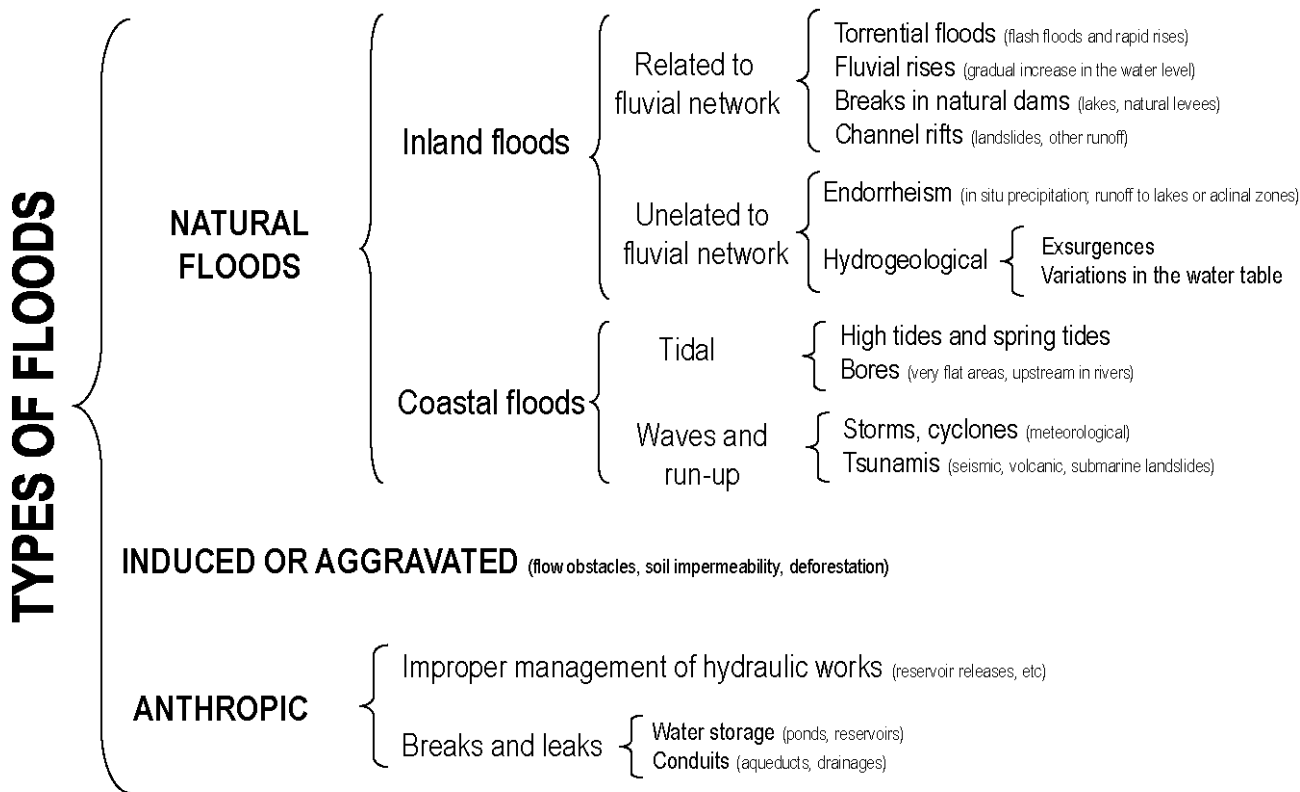 TYPES OF FLOODS
NATURAL
FLOODS
Inland floods
Related to
fluvial network
Torrential floods (flash floods and rapid rises)
Fluvial rises (gradual increase in the water level)
Breaks in natural dams (lakes, natural levees)
Channel rifts (landslides, other runoff)
Unelated to
fluvial network
Endorrheism (in situ precipitation; runoff to lakes or aclinal zones)
Hydrogeological
Exsurgences
Variations in the water table
Coastal floods
Tidal
High tides and spring tides
Bores (very flat areas, upstream in rivers)
Waves and
run-up
Storms, cyclones (meteorological)
Tsunamis (seismic, volcanic, submarine landslides)
INDUCED OR AGGRAVATED (flow obstacles, soil impermeability, deforestation)
ANTHROPIC
Improper management of hydraulic works (reservoir releases, etc)
Breaks and leaks
Water storage (ponds, reservoirs)
Conduits (aqueducts, drainages)